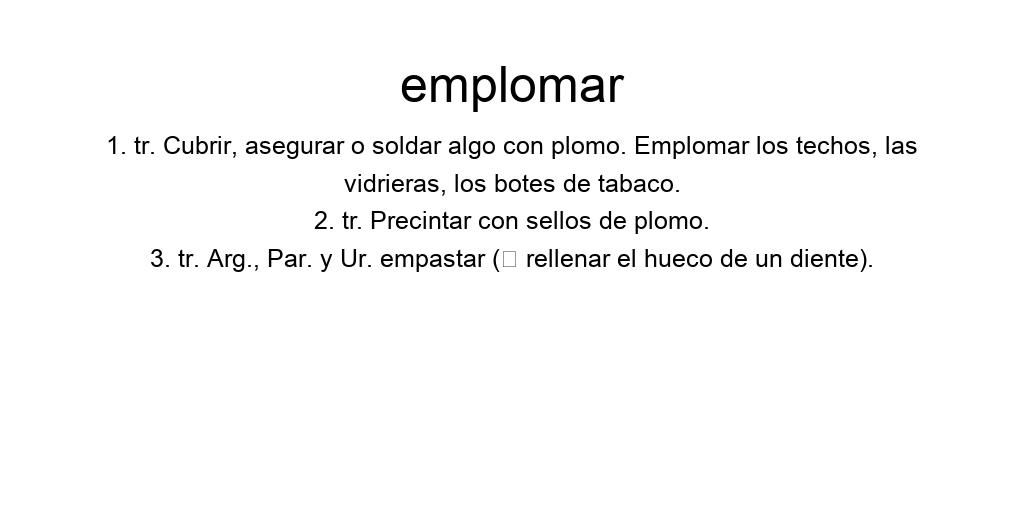 emplomar
1. tr. Cubrir, asegurar o soldar algo con plomo. Emplomar los techos, las
vidrieras, los botes de tabaco.
2. tr. Precintar con sellos de plomo.
3. tr. Arg., Par. y Ur. empastar (□ rellenar el hueco de un diente).